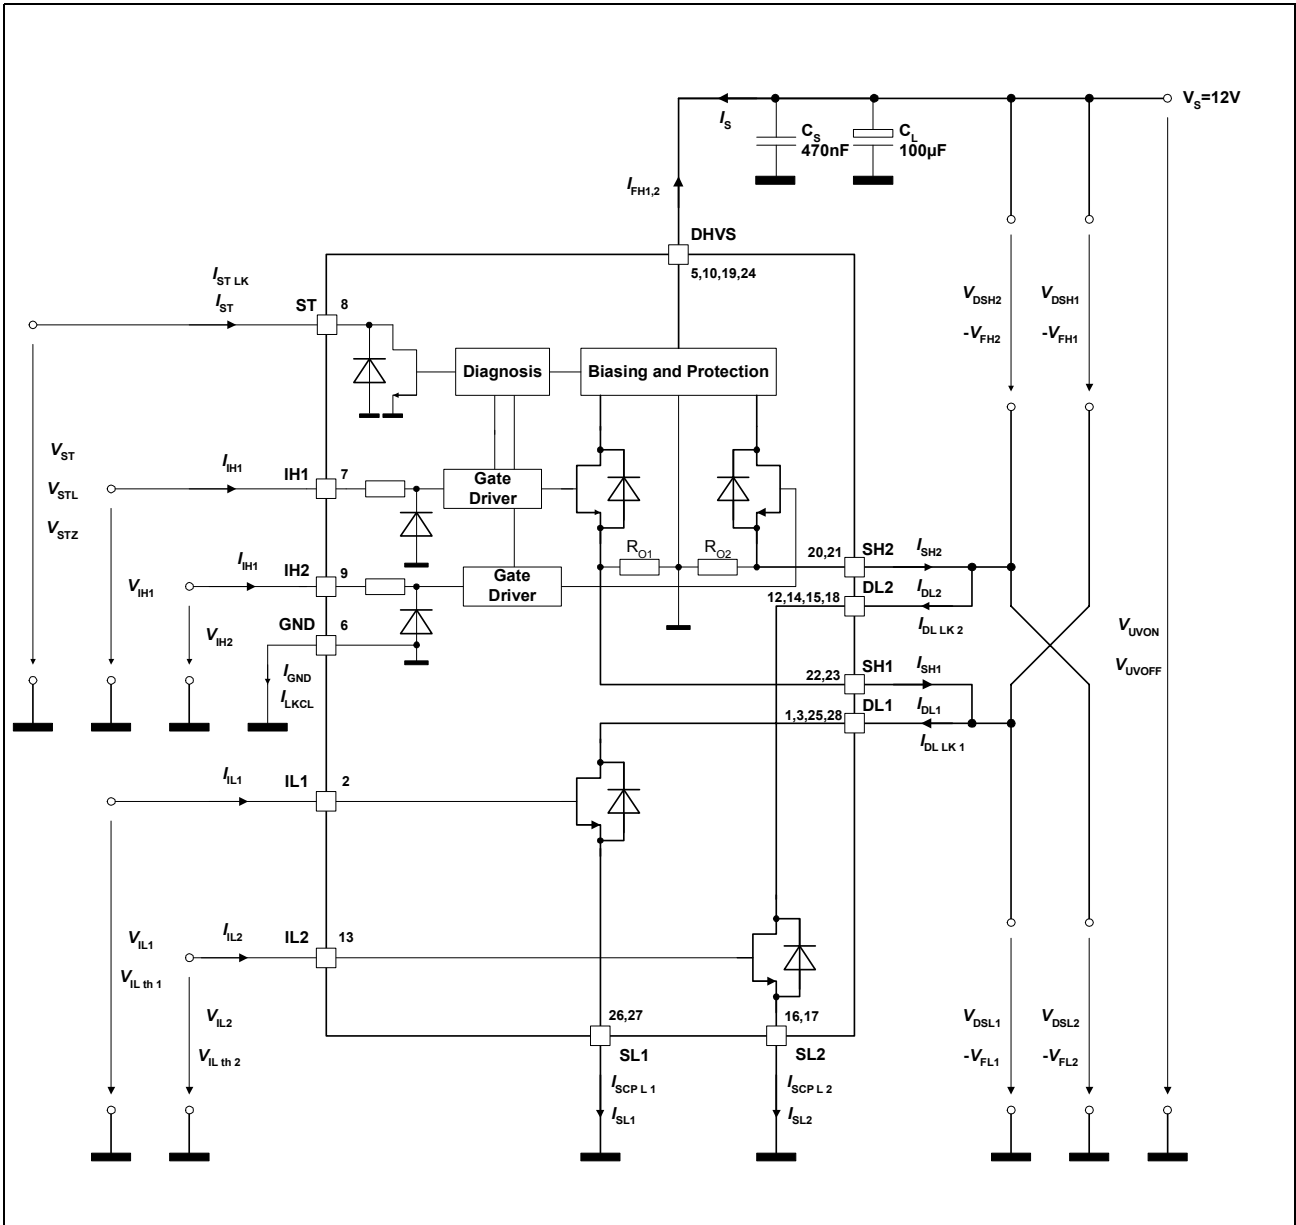 V_S=12V
I_S
C_S
470nF
C_L
100µF
I_FH1,2
DHVS
5,10,19,24
I_ST LK
I_ST
ST
8
V_DSH2
-V_FH2
V_DSH1
-V_FH1
Diagnosis
Biasing and Protection
V_ST
V_STL
V_STZ
I_IH1
IH1
7
Gate
Driver
R_O1
R_O2
20,21
SH2
I_SH2
I_IH1
IH2
9
Gate
Driver
V_IH1
V_IH2
DL2
12,14,15,18
I_DL2
I_DL LK 2
GND
6
I_GND
I_LKCL
V_UVON
V_UVOFF
SH1
22,23
I_SH1
DL1
1,3,25,28
I_DL1
I_DL LK 1
I_IL1
IL1
2
V_IL1
V_IL th 1
I_IL2
IL2
13
V_IL2
V_IL th 2
26,27
SL1
16,17
SL2
I_SCP L 1
I_SL1
I_SCP L 2
I_SL2
V_DSL1
-V_FL1
V_DSL2
-V_FL2